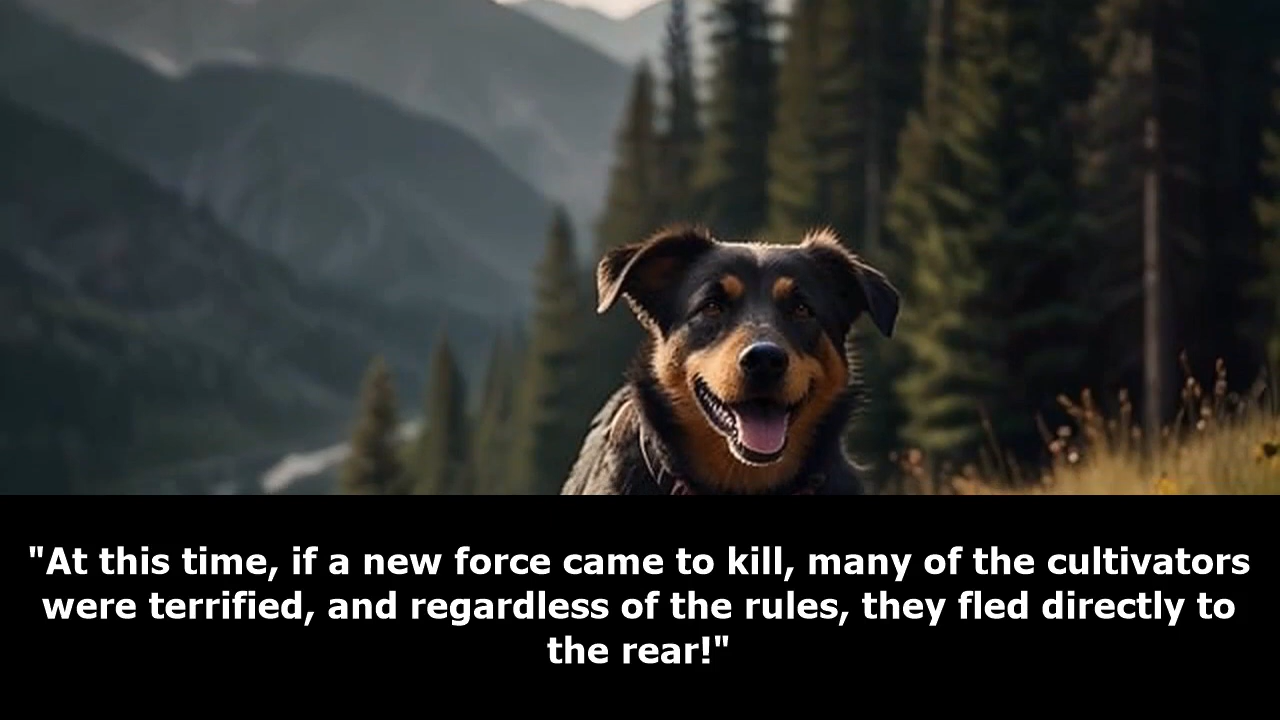 "At this time, if a new force came to kill, many of the cultivators
were terrified, and regardless of the rules, they fled directly to
the rear!"